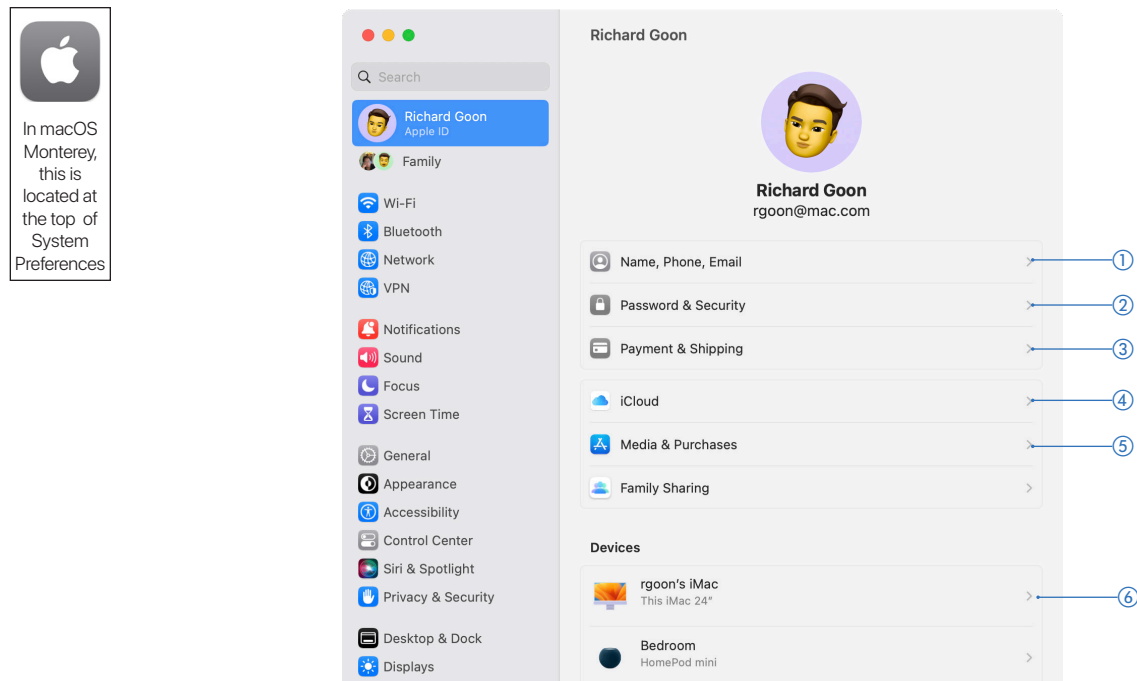 In macOS
Monterey,
this is
located at
the top of
System
Preferences
Search
Richard Goon
Apple ID
Family
Wi-Fi
Bluetooth
Network
VPN
Notifications
Sound
Focus
Screen Time
General
Appearance
Accessibility
Control Center
Siri & Spotlight
Privacy & Security
Desktop & Dock
Displays
Richard Goon
Richard Goon
rgoon@mac.com
Name, Phone, Email
1
Password & Security
2
Payment & Shipping
3
iCloud
4
Media & Purchases
5
Family Sharing
Devices
rgoon's iMac
This iMac 24"
6
Bedroom
HomePod mini